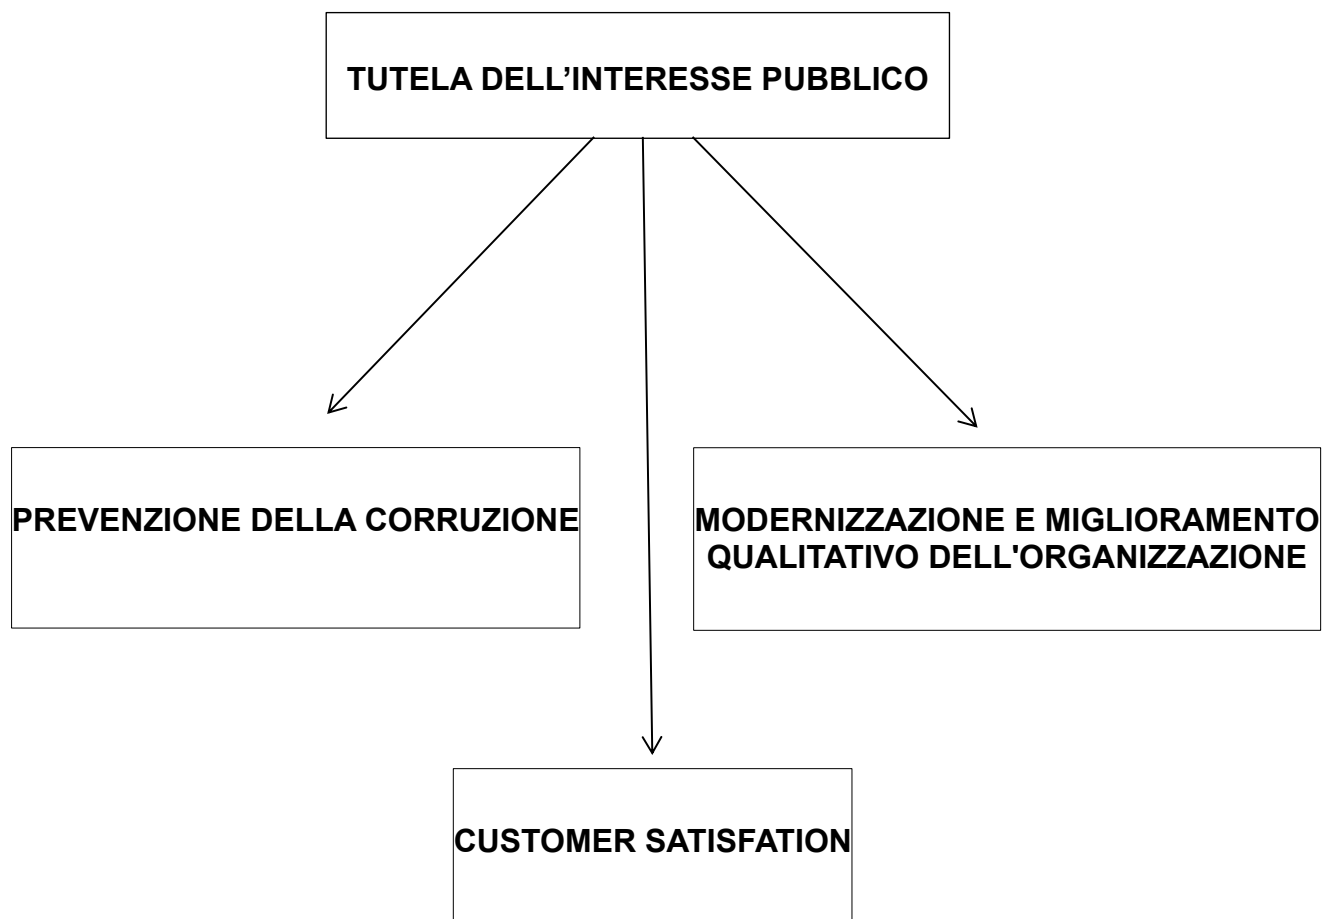 TUTELA DELL’INTERESSE PUBBLICO
PREVENZIONE DELLA CORRUZIONE
MODERNIZZAZIONE E MIGLIORAMENTO
QUALITATIVO DELL'ORGANIZZAZIONE
CUSTOMER SATISFATION